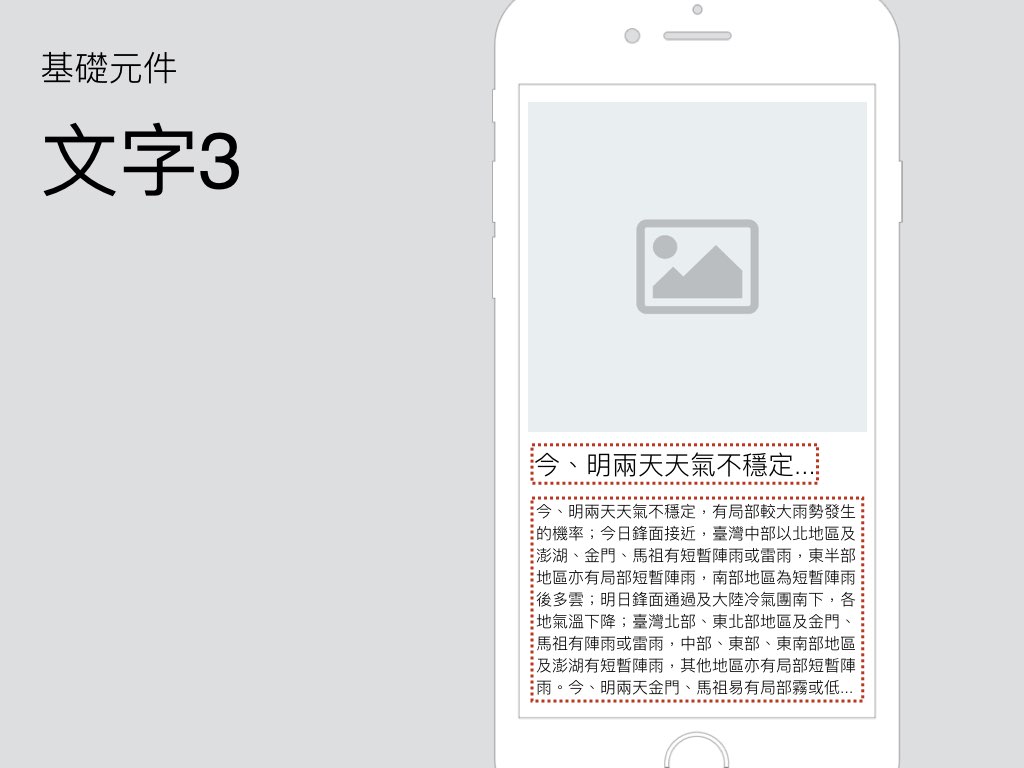 基礎元件
文字3
今、明兩天天氣不穩定...
今、明兩天天氣不穩定，有局部較大雨勢發生
的機率；今日鋒面接近，臺灣中部以北地區及
澎湖、金門、馬祖有短暫陣雨或雷雨，東半部
地區亦有局部短暫陣雨，南部地區為短暫陣雨
後多雲；明日鋒面通過及大陸冷氣團南下，各
地氣溫下降；臺灣北部、東北部地區及金門、
馬祖有陣雨或雷雨，中部、東部、東南部地區
及澎湖有短暫陣雨，其他地區亦有局部短暫陣
雨。今、明兩天金門、馬祖易有局部霧或低...